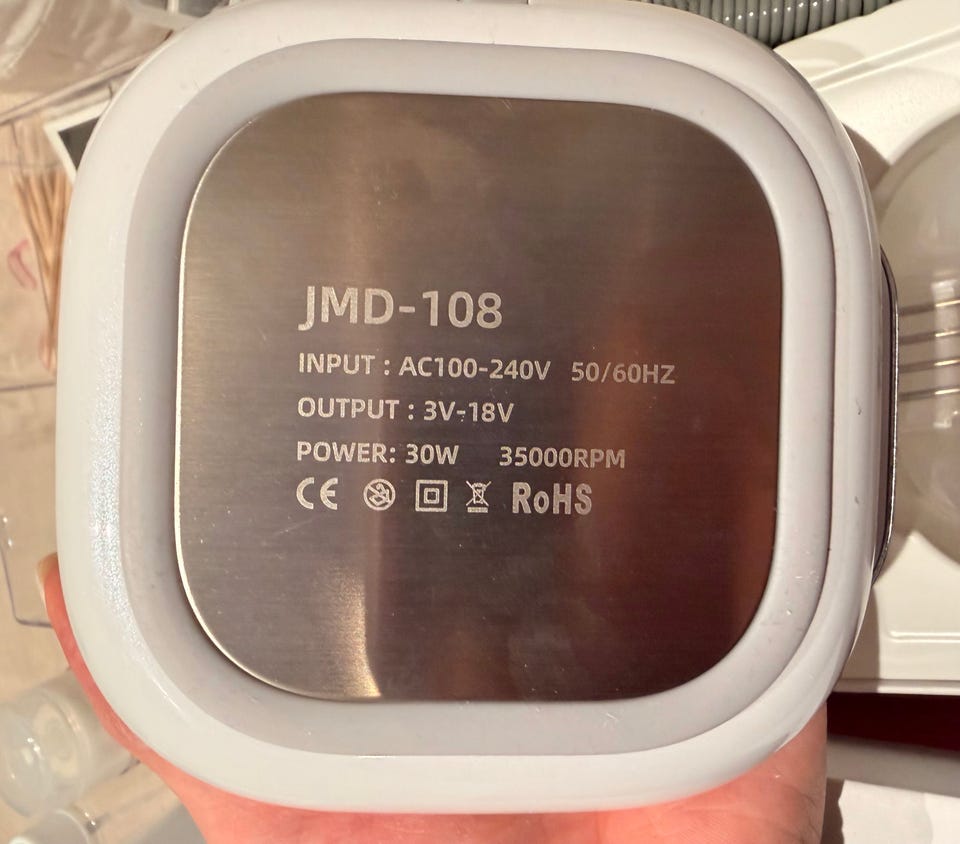 JMD-108
INPUT : AC100-240V 50/60HZ
OUTPUT : 3V-18V
POWER: 30W 35000RPM
CE RoHS